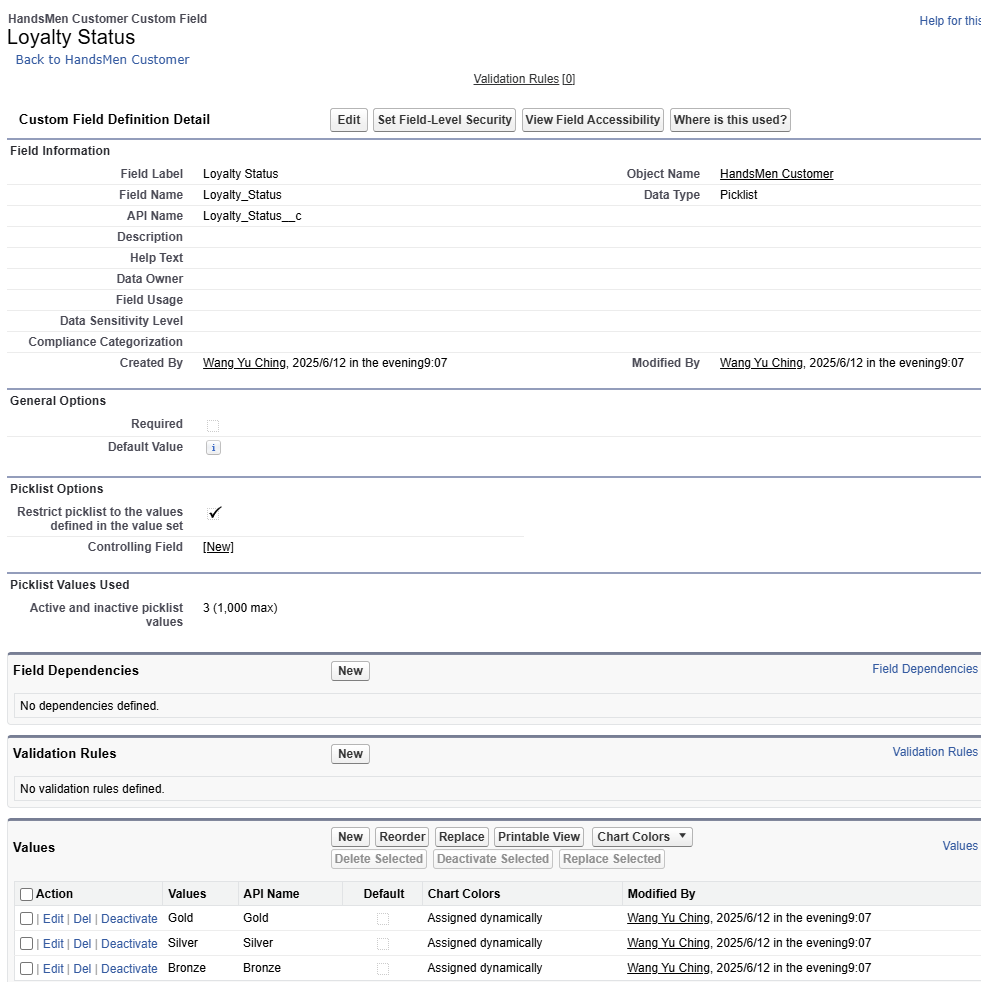 HandsMen Customer Custom Field
Help for this
Loyalty Status
Back to HandsMen Customer
Validation Rules [0]
Custom Field Definition Detail Edit Set Field-Level Security View Field Accessibility Where is this used?
Field Information
Field Label Loyalty Status Object Name HandsMen Customer
Field Name Loyalty_Status Data Type Picklist
API Name Loyalty_Status__c
Description
Help Text
Data Owner
Field Usage
Data Sensitivity Level
Compliance Categorization
Created By Wang Yu Ching, 2025/6/12 in the evening9:07 Modified By Wang Yu Ching, 2025/6/12 in the evening9:07
General Options
Required
Default Value i
Picklist Options
Restrict picklist to the values
defined in the value set
Controlling Field [New]
Picklist Values Used
Active and inactive picklist 3 (1,000 max)
values
Field Dependencies New Field Dependencies
No dependencies defined.
Validation Rules New Validation Rules
No validation rules defined.
Values New Reorder Replace Printable View Chart Colors Values
Delete Selected Deactivate Selected Replace Selected
Action Values API Name Default Chart Colors Modified By
| Edit | Del | Deactivate Gold Gold Assigned dynamically Wang Yu Ching, 2025/6/12 in the evening9:07
| Edit | Del | Deactivate Silver Silver Assigned dynamically Wang Yu Ching, 2025/6/12 in the evening9:07
| Edit | Del | Deactivate Bronze Bronze Assigned dynamically Wang Yu Ching, 2025/6/12 in the evening9:07